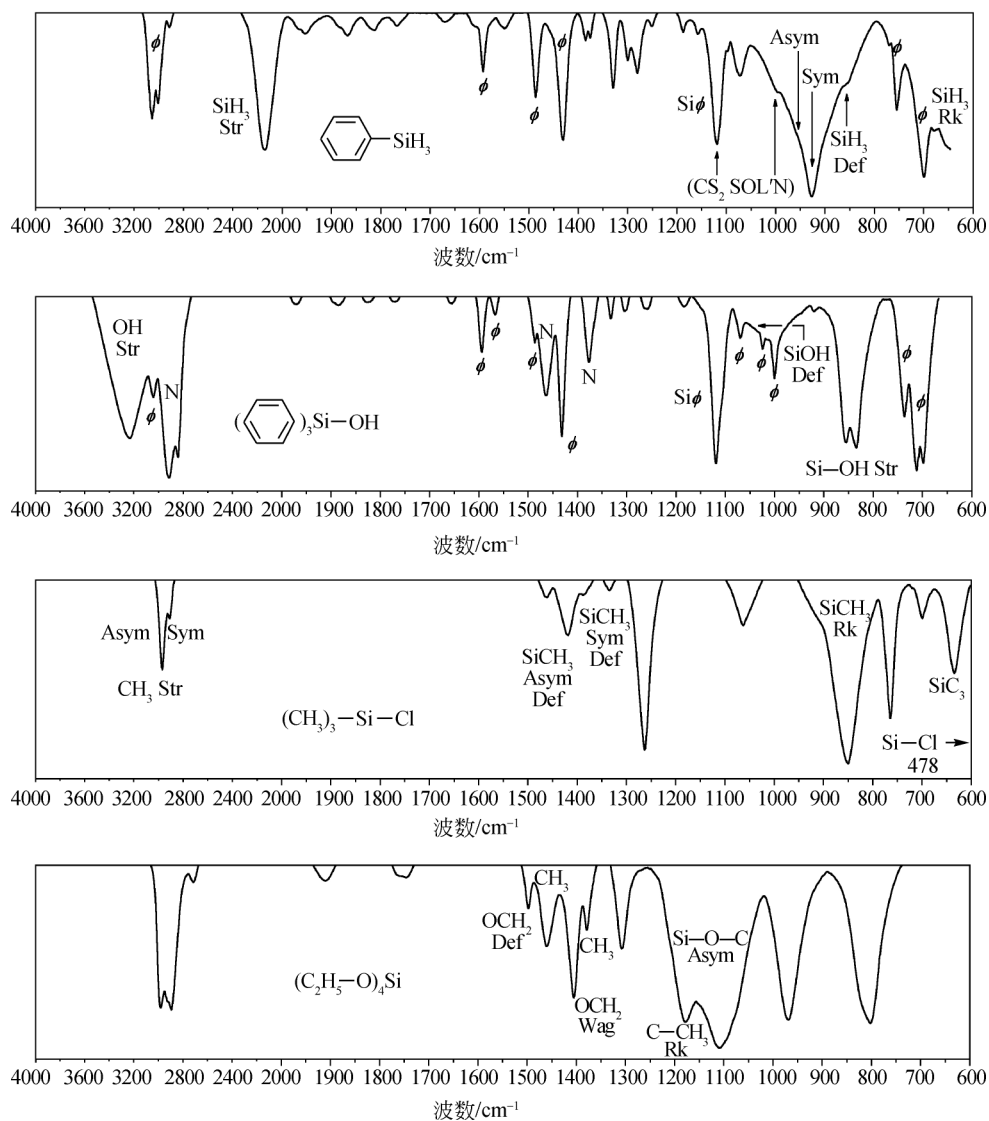 ϕ
ϕ
Asym
Sym
ϕ
SiH₃
Str
SiH₃
ϕ
ϕ
Siϕ
SiH₃
Def
ϕ
SiH₃
Rk
(CS₂ SOL'N)
4000 3600 3200 2800 2400 2200 2000 1900 1800 1700 1600 1500 1400 1300 1200 1100 1000 900 800 700 600
波数/cm⁻¹
OH
Str
ϕ
N
( )₃Si—OH
ϕ
ϕ
ϕ
N
ϕ
N
Siϕ
ϕ
ϕ
ϕ
SiOH
Def
Si—OH Str
ϕ
ϕ
4000 3600 3200 2800 2400 2200 2000 1900 1800 1700 1600 1500 1400 1300 1200 1100 1000 900 800 700 600
波数/cm⁻¹
Asym Sym
CH₃ Str
(CH₃)₃—Si—Cl
SiCH₃
Asym
Def
SiCH₃
Sym
Def
SiCH₃
Rk
SiC₃
Si—Cl
478
4000 3600 3200 2800 2400 2200 2000 1900 1800 1700 1600 1500 1400 1300 1200 1100 1000 900 800 700 600
波数/cm⁻¹
(C₂H₅—O)₄Si
OCH₂
Def
CH₃
CH₃
OCH₂
Wag
Si—O—C
Asym
C—CH₃
Rk
4000 3600 3200 2800 2400 2200 2000 1900 1800 1700 1600 1500 1400 1300 1200 1100 1000 900 800 700 600
波数/cm⁻¹